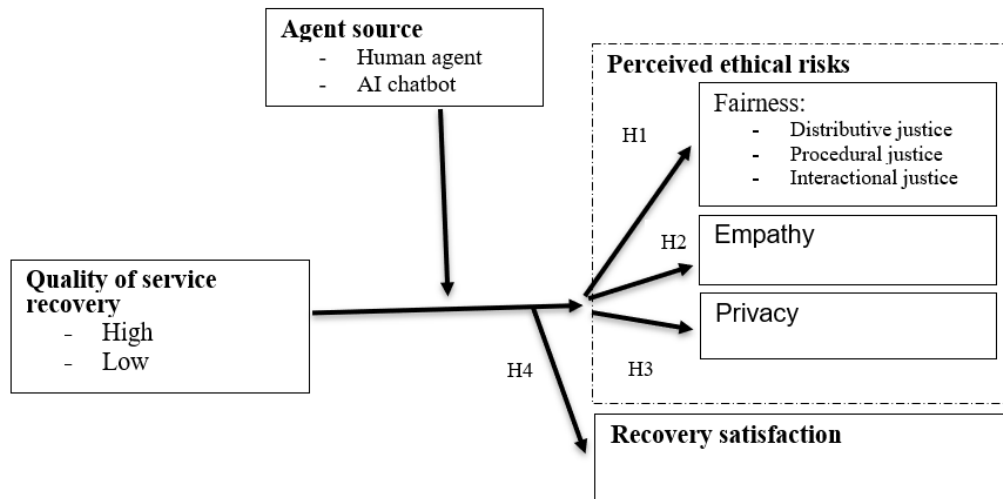 Agent source
- Human agent
- AI chatbot
Perceived ethical risks
Fairness:
- Distributive justice
- Procedural justice
- Interactional justice
H1
Empathy
H2
Quality of service
recovery
- High
- Low
Privacy
H3
H4
Recovery satisfaction